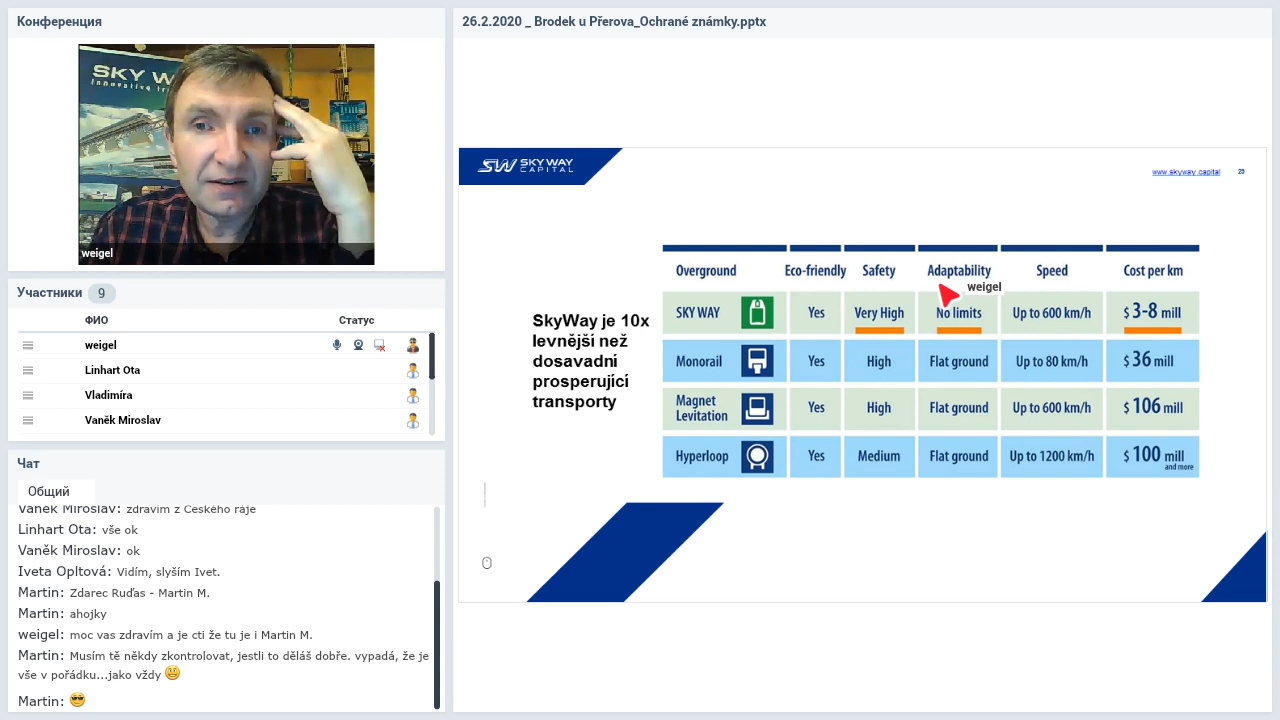 Конференция
SKY W
Innovative tr
weigel
Участники 9
ФИО Статус
weigel
Linhart Ota
Vladimíra
Vaněk Miroslav
Чат
Общий
Vaněk Miroslav: zdravím z Českého ráje
Linhart Ota: vše ok
Vaněk Miroslav: ok
Iveta Opltová: Vidím, slyším Ivet.
Martin: Zdarec Ruďas - Martin M.
Martin: ahojky
weigel: moc vas zdravím a je cti že tu je i Martin M.
Martin: Musím tě někdy zkontrolovat, jestli to děláš dobře. vypadá, že je
vše v pořádku...jako vždy
Martin:
26.2.2020 _ Brodek u Přerova_Ochrané známky.pptx
SW SKY WAY
CAPITAL
www.skyway.capital 29
SkyWay je 10x
levnější než
dosavadní
prosperující
transporty
Overground Eco-friendly Safety Adaptability Speed Cost per km
weigel
SKY WAY Yes Very High No limits Up to 600 km/h $ 3-8 mill
Monorail Yes High Flat ground Up to 80 km/h $ 36 mill
Magnet
Levitation Yes High Flat ground Up to 600 km/h $ 106 mill
Hyperloop Yes Medium Flat ground Up to 1200 km/h $ 100 mill
and more